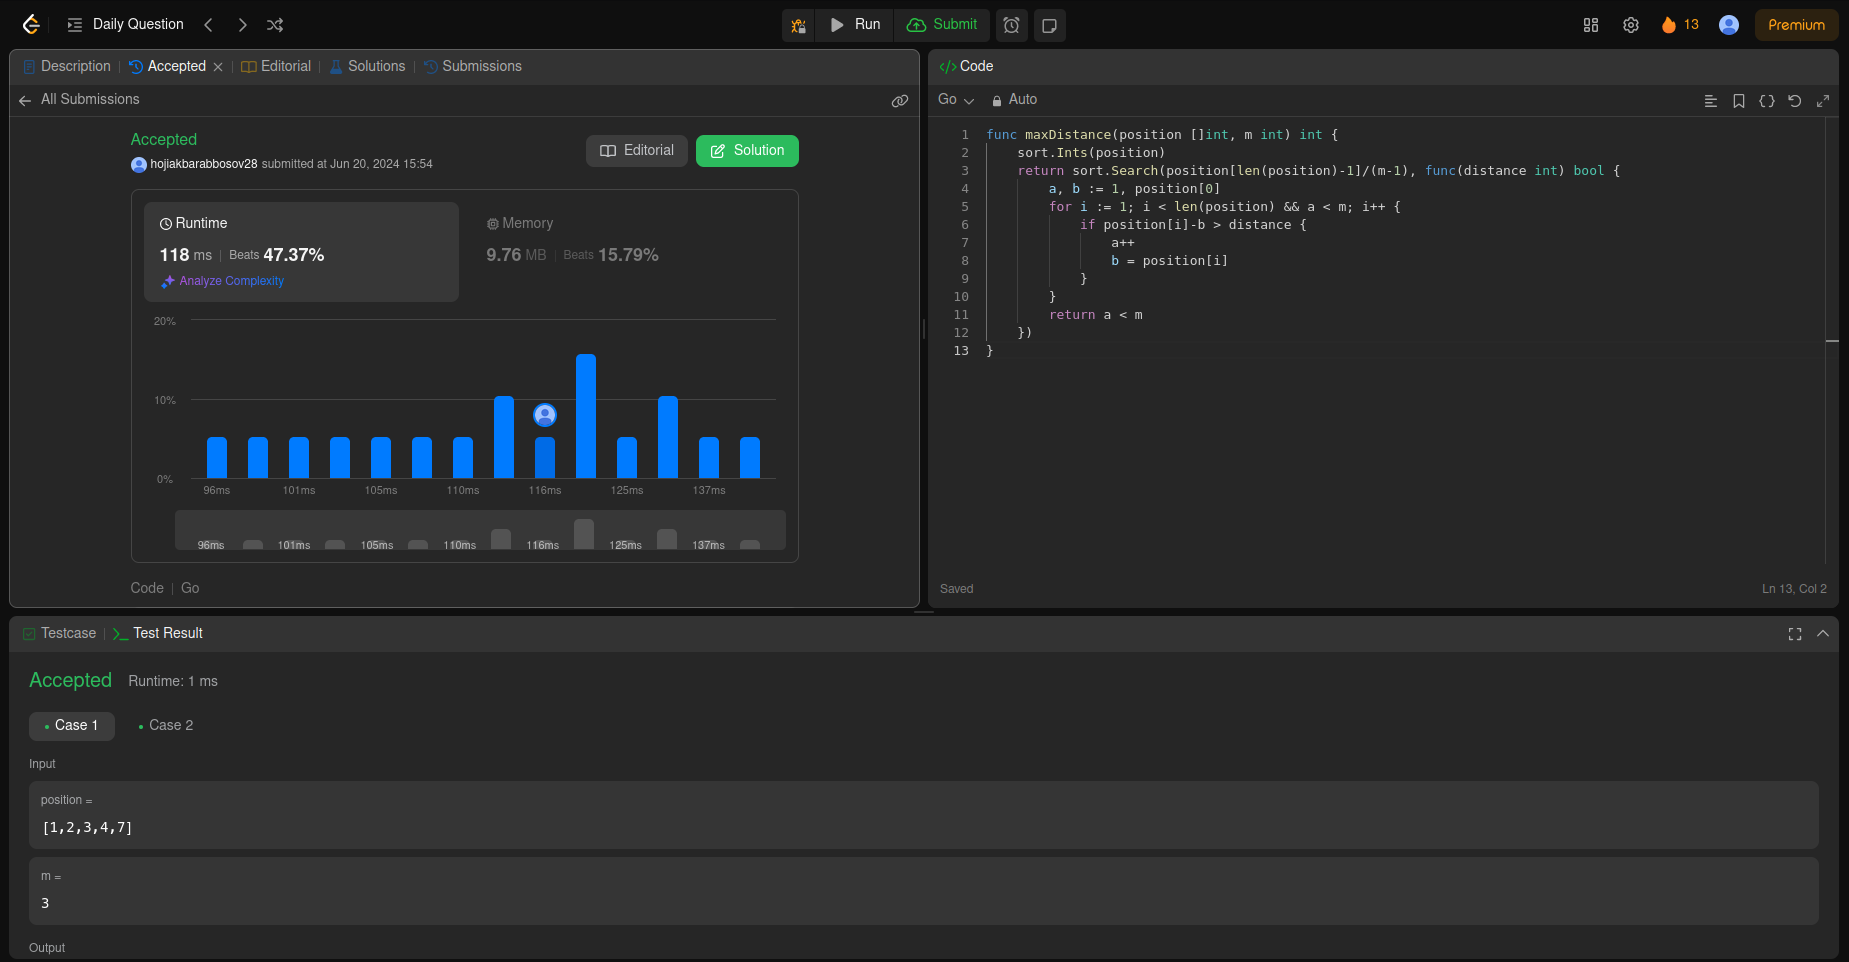 Daily Question
Run
Submit
13
Premium
Description | Accepted | Editorial | Solutions | Submissions
All Submissions
Accepted
hojiakbarabbosov28 submitted at Jun 20, 2024 15:54
Editorial
Solution
Runtime
118 ms | Beats 47.37%
Analyze Complexity
Memory
9.76 MB | Beats 15.79%
20%
10%
0%
96ms 101ms 105ms 110ms 116ms 125ms 137ms
96ms 101ms 105ms 110ms 116ms 125ms 137ms
Code | Go
</> Code
Go Auto
1 func maxDistance(position []int, m int) int {
2     sort.Ints(position)
3     return sort.Search(position[len(position)-1]/(m-1), func(distance int) bool {
4         a, b := 1, position[0]
5         for i := 1; i < len(position) && a < m; i++ {
6             if position[i]-b > distance {
7                 a++
8                 b = position[i]
9             }
10         }
11         return a < m
12     })
13 }
Saved
Ln 13, Col 2
Testcase | Test Result
Accepted Runtime: 1 ms
• Case 1 • Case 2
Input
position =
[1,2,3,4,7]
m =
3
Output